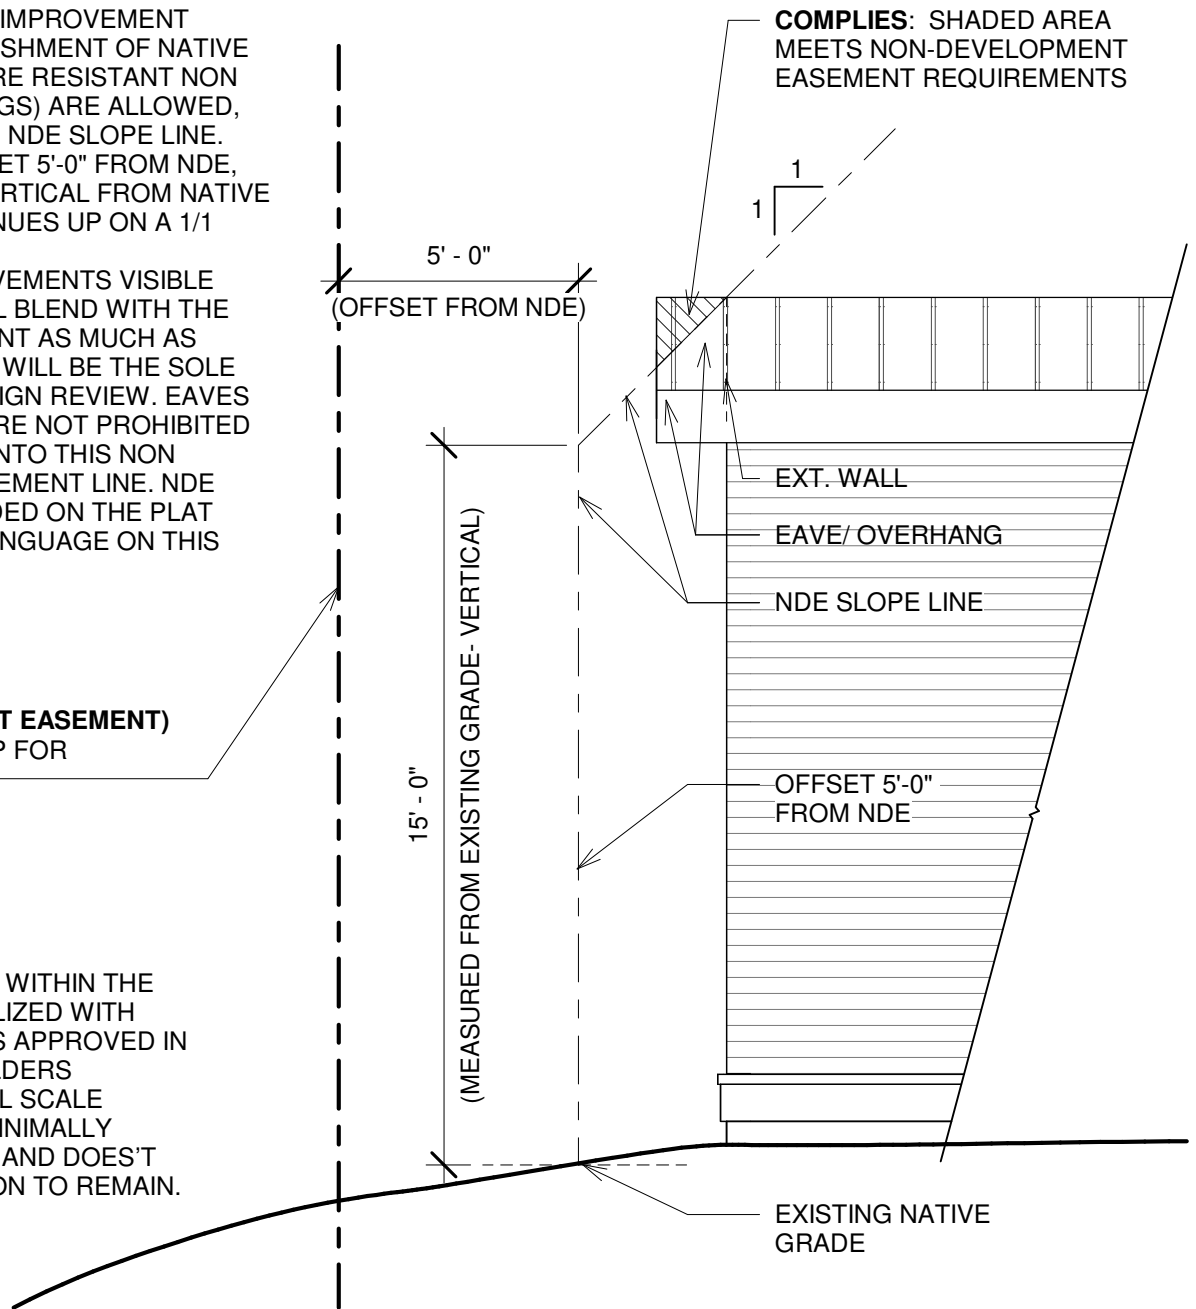 IMPROVEMENT
SHMENT OF NATIVE
RE RESISTANT NON
GS) ARE ALLOWED,
NDE SLOPE LINE.
ET 5'-0" FROM NDE,
RTICAL FROM NATIVE
NUES UP ON A 1/1
VEMENTS VISIBLE
L BLEND WITH THE
NT AS MUCH AS
WILL BE THE SOLE
IGN REVIEW. EAVES
RE NOT PROHIBITED
NTO THIS NON
EMENT LINE. NDE
DED ON THE PLAT
NGUAGE ON THIS
T EASEMENT)
P FOR
WITHIN THE
LIZED WITH
S APPROVED IN
LDERS
L SCALE
INIMALLY
AND DOES'T
ON TO REMAIN.
5' - 0"
(OFFSET FROM NDE)
15' - 0"
(MEASURED FROM EXISTING GRADE- VERTICAL)
COMPLIES: SHADED AREA
MEETS NON-DEVELOPMENT
EASEMENT REQUIREMENTS
1
1
EXT. WALL
EAVE/ OVERHANG
NDE SLOPE LINE
OFFSET 5'-0"
FROM NDE
EXISTING NATIVE
GRADE